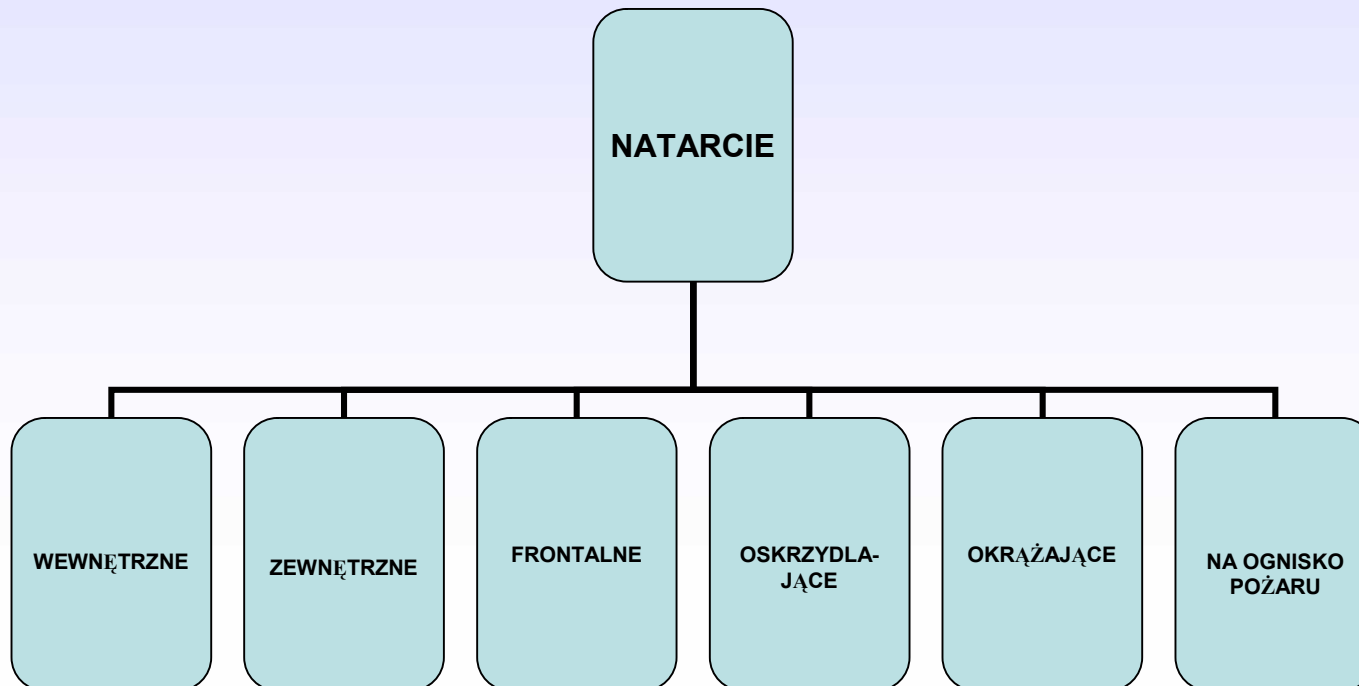 NATARCIE
WEWNĘTRZNE
ZEWNĘTRZNE
FRONTALNE
OSKRZYDLA-
JĄCE
OKRĄŻAJĄCE
NA OGNISKO
POŻARU